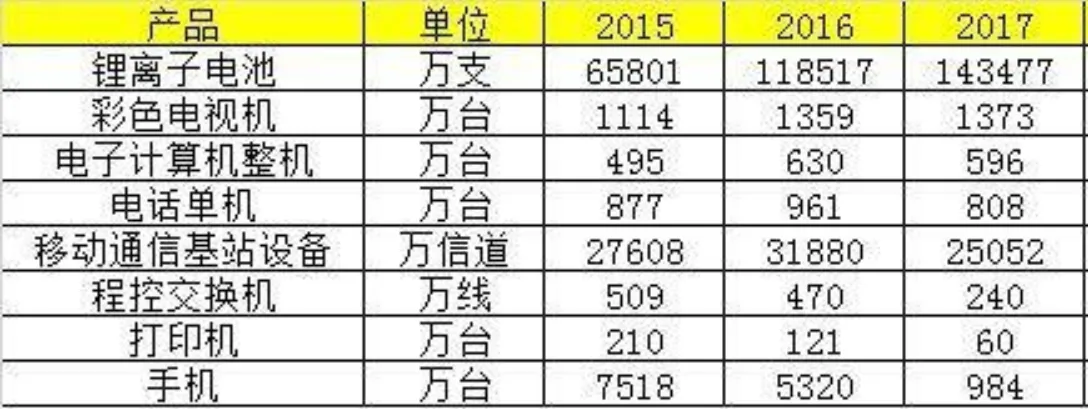 产品 单位 2015 2016 2017
锂离子电池 万支 65801 118517 143477
彩色电视机 万台 1114 1359 1373
电子计算机整机 万台 495 630 596
电话单机 万台 877 961 808
移动通信基站设备 万信道 27608 31880 25052
程控交换机 万线 509 470 240
打印机 万台 210 121 60
手机 万台 7518 5320 984